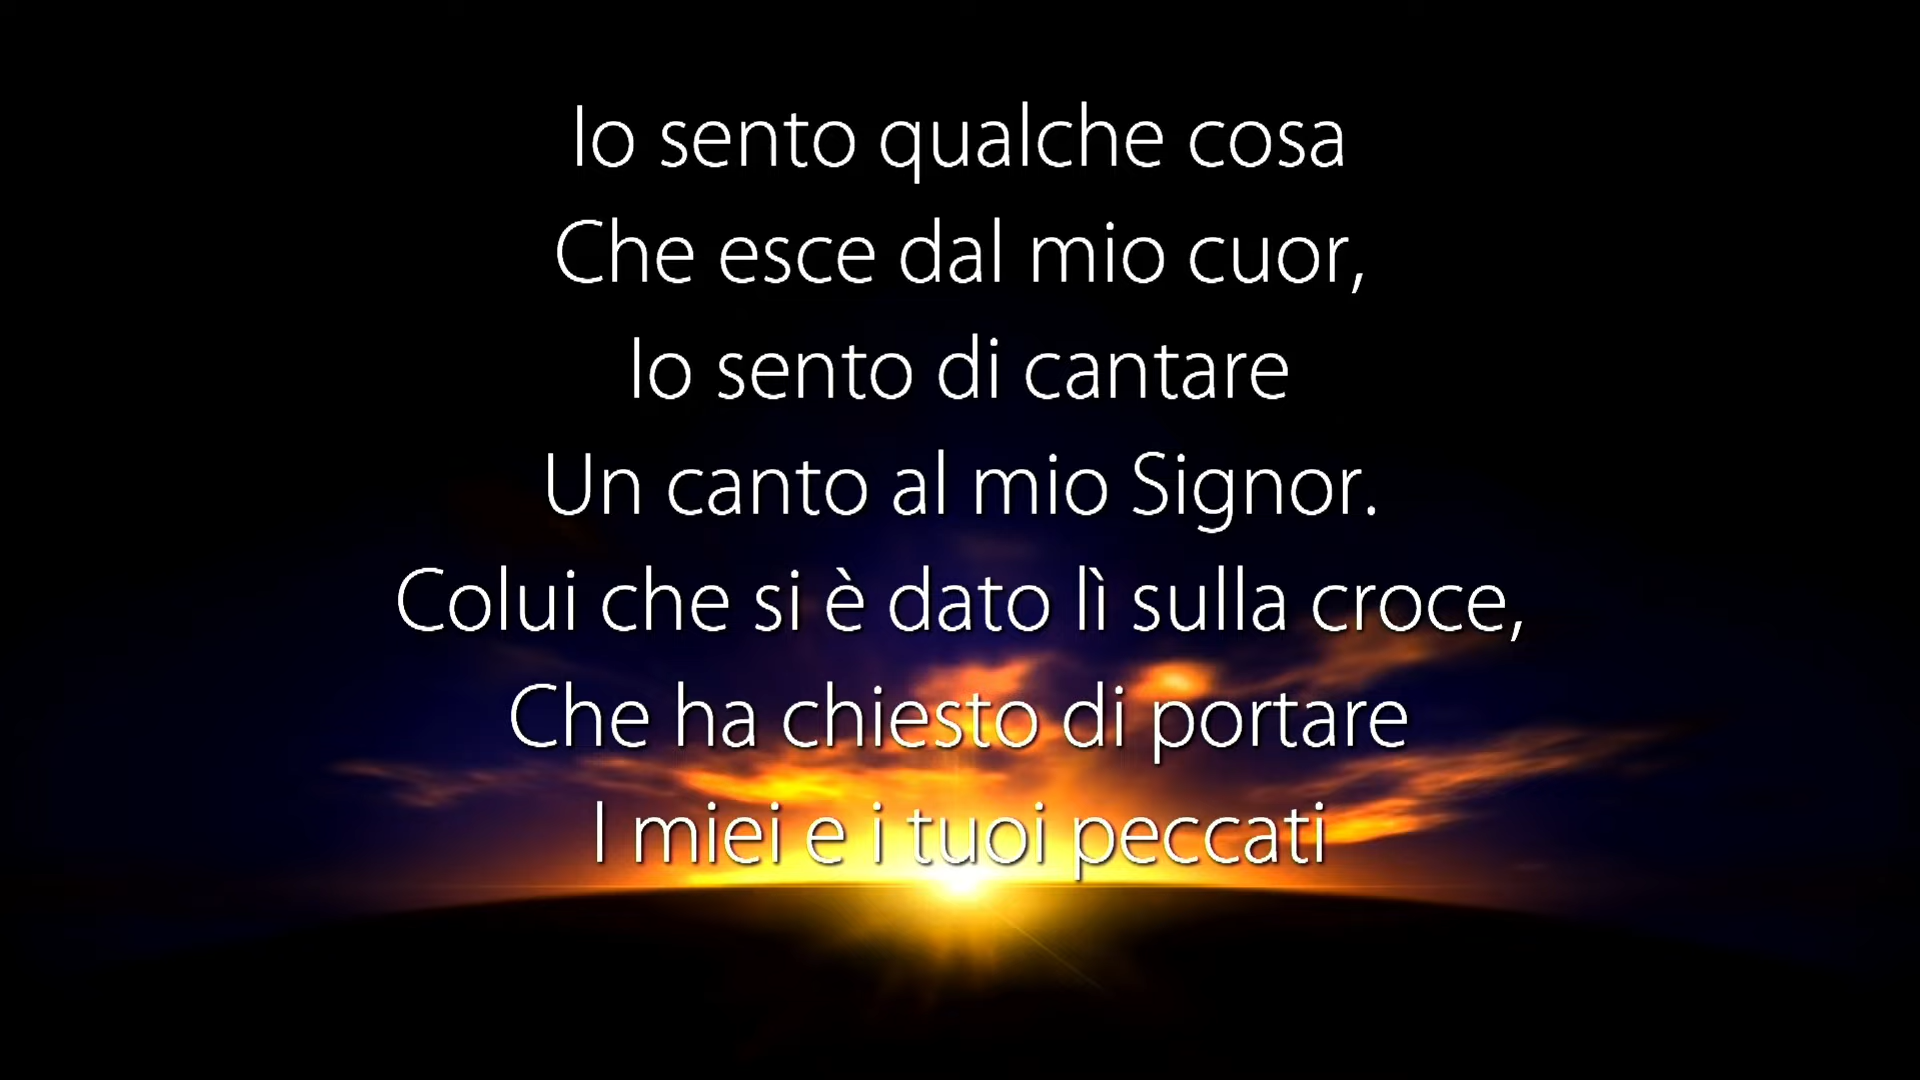 Io sento qualche cosa
Che esce dal mio cuor,
Io sento di cantare
Un canto al mio Signor.
Colui che si è dato lì sulla croce,
Che ha chiesto di portare
I miei e i tuoi peccati